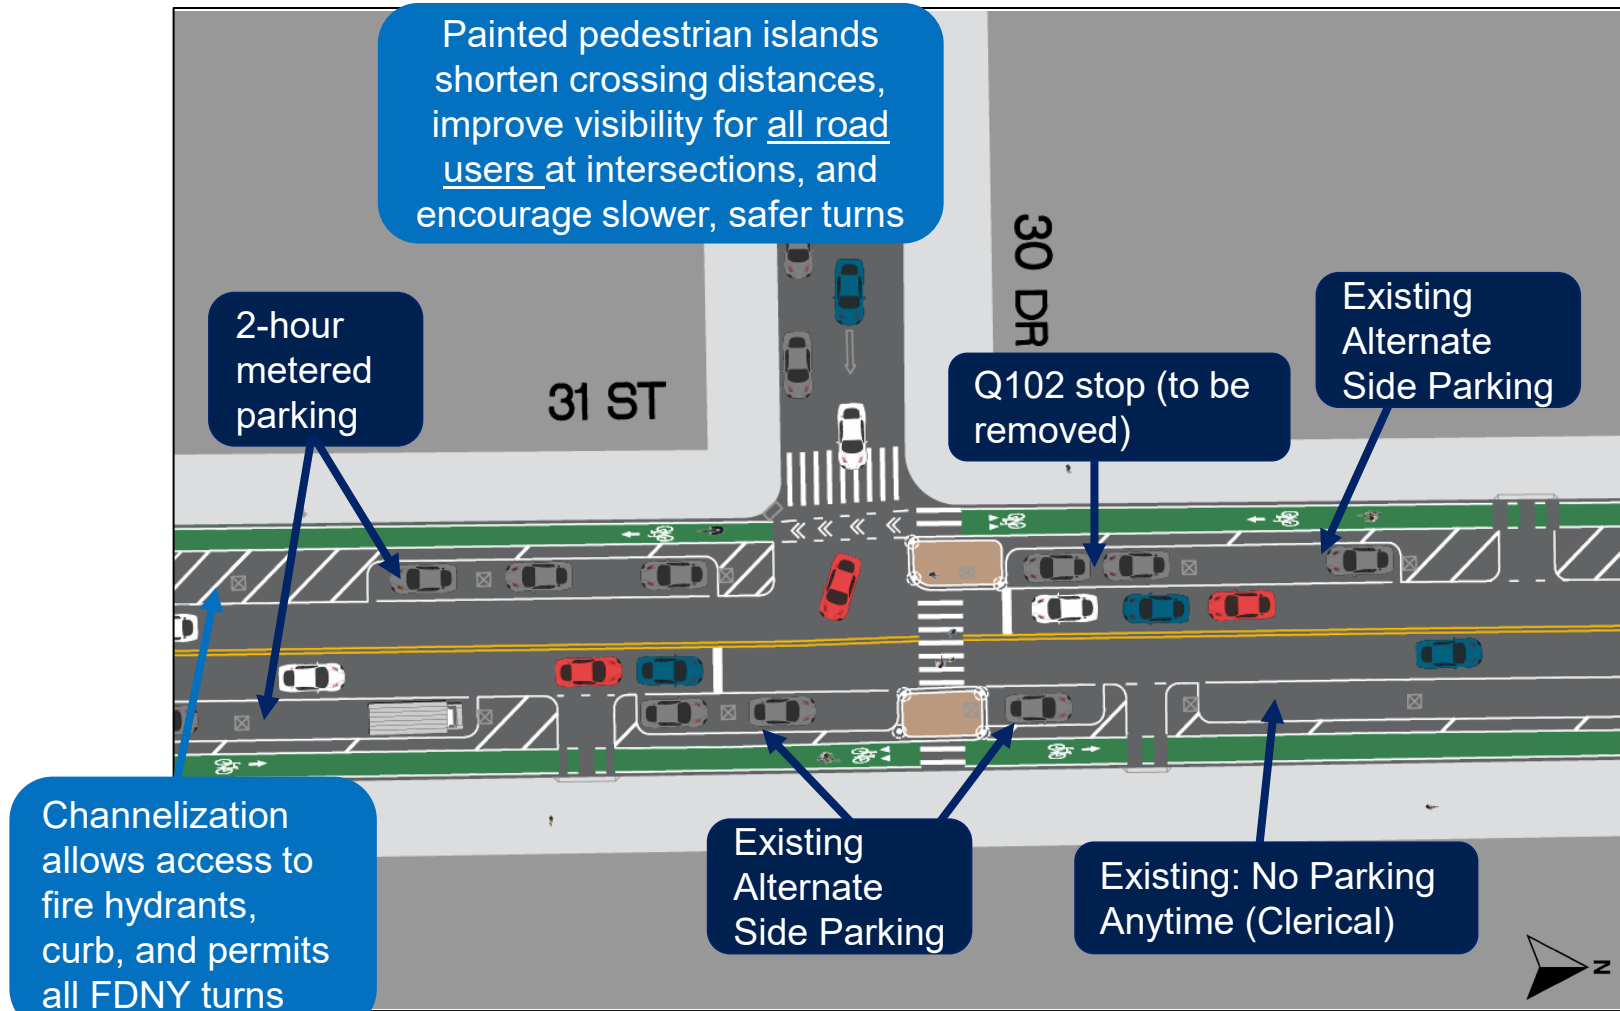 Painted pedestrian islands
shorten crossing distances,
improve visibility for all road
users at intersections, and
encourage slower, safer turns
30 DR
Existing
Alternate
Side Parking
2-hour
metered
parking
31 ST
Q102 stop (to be
removed)
Channelization
allows access to
fire hydrants,
curb, and permits
all FDNY turns
Existing
Alternate
Side Parking
Existing: No Parking
Anytime (Clerical)
N